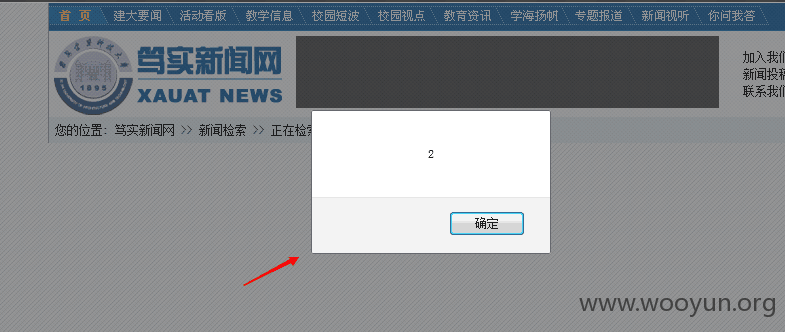 首 页 建大要闻 活动看版 教学信息 校园短波 校园视点 教育资讯 学海扬帆 专题报道 新闻视听 你问我答
笃实新闻网
XAUAT NEWS
1895
加入我们
新闻投稿
联系我们
您的位置：笃实新闻网 >> 新闻检索 >> 正在检索
2
确定
www.wooyun.org